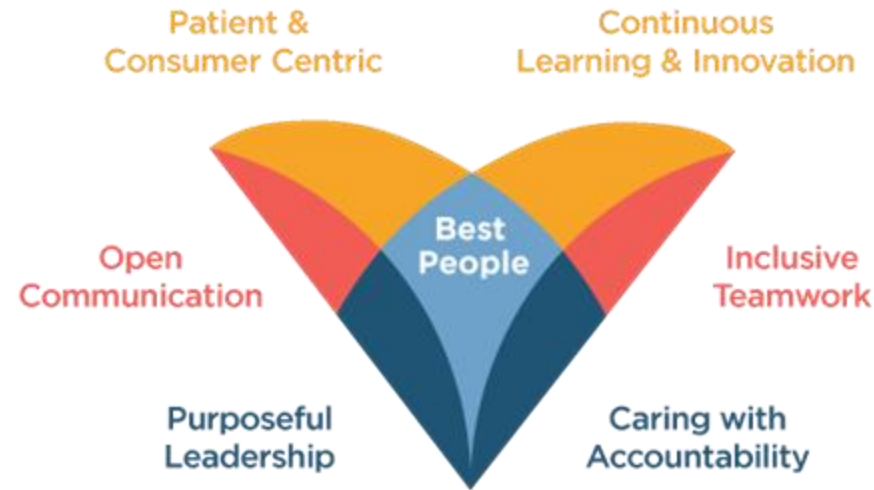 Patient &
Consumer Centric
Continuous
Learning & Innovation
Best
People
Open
Communication
Inclusive
Teamwork
Purposeful
Leadership
Caring with
Accountability